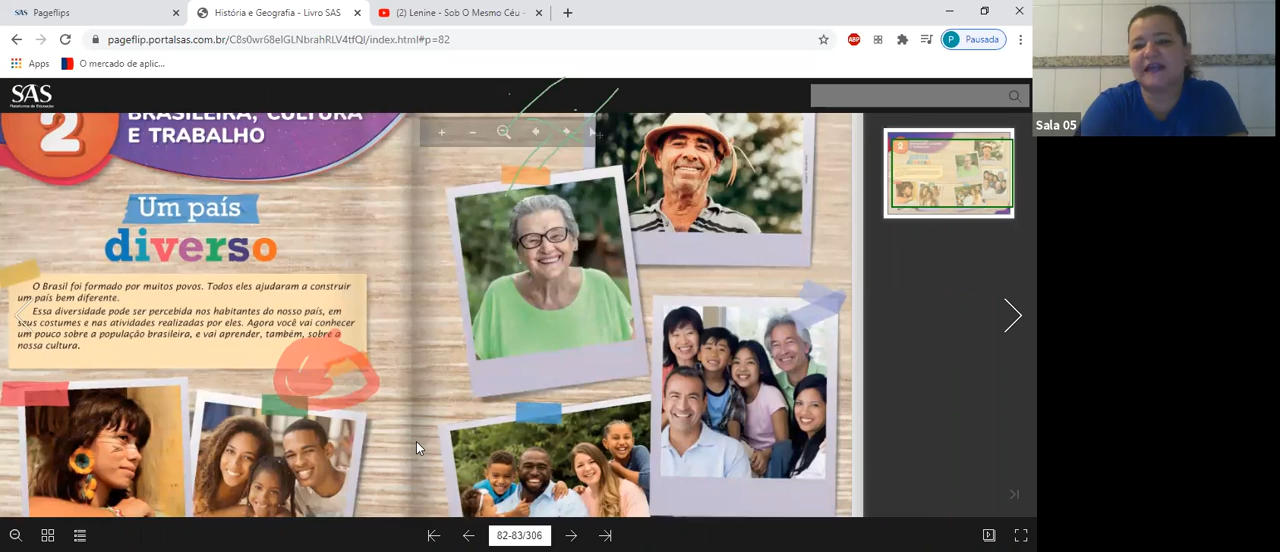 Pageflips
História e Geografia - Livro SAS
(2) Lenine - Sob O Mesmo Céu -
pageflip.portalsas.com.br/C8s0wr68elGLNbrahRLV4tfQl/index.html#p=82
ABP
P Pausada
Apps
O mercado de aplic...
SAS
Plataforma de Educação
Sala 05
2
BRASILEIRA, CULTURA
E TRABALHO
Um país
diverso
O Brasil foi formado por muitos povos. Todos eles ajudaram a construir
um país bem diferente.
Essa diversidade pode ser percebida nos habitantes do nosso país, em
seus costumes e nas atividades realizadas por eles. Agora você vai conhecer
um pouco sobre a população brasileira, e vai aprender, também, sobre a
nossa cultura.
82-83/306